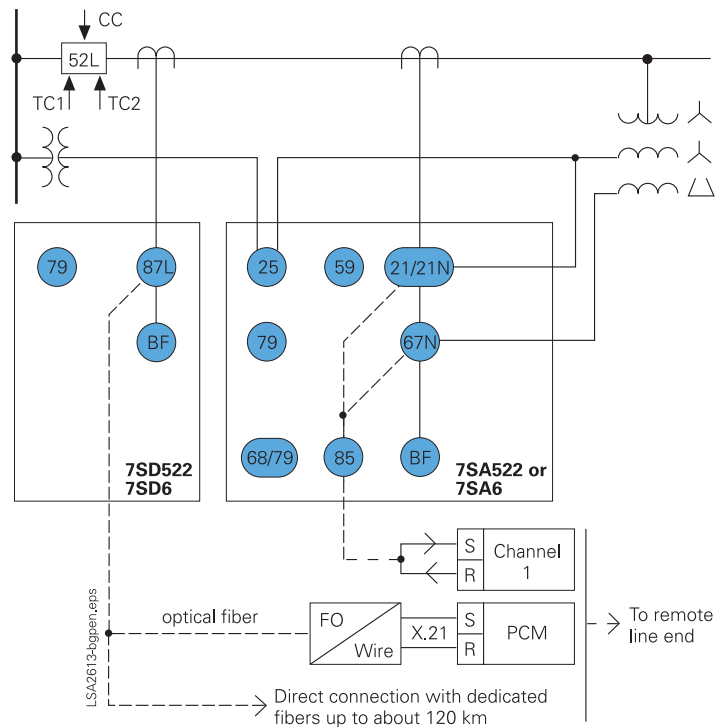 CC
52L
TC1
TC2
79
87L
BF
7SD522
7SD6
25
59
21/21N
79
67N
68/79
85
BF
7SA522 or
7SA6
S
R
Channel
1
optical fiber
FO
Wire
X.21
S
R
PCM
To remote
line end
LSA2613-bgpen.eps
Direct connection with dedicated
fibers up to about 120 km